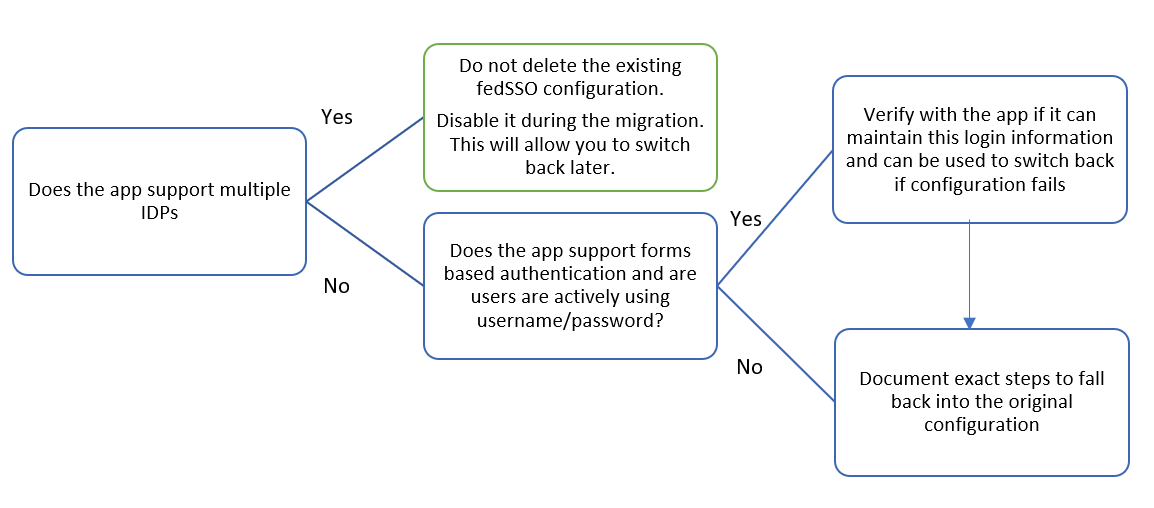 Does the app support multiple
IDPs
Yes
No
Do not delete the existing
fedSSO configuration.
Disable it during the migration.
This will allow you to switch
back later.
Does the app support forms
based authentication and are
users are actively using
username/password?
Yes
No
Verify with the app if it can
maintain this login information
and can be used to switch back
if configuration fails
Document exact steps to fall
back into the original
configuration